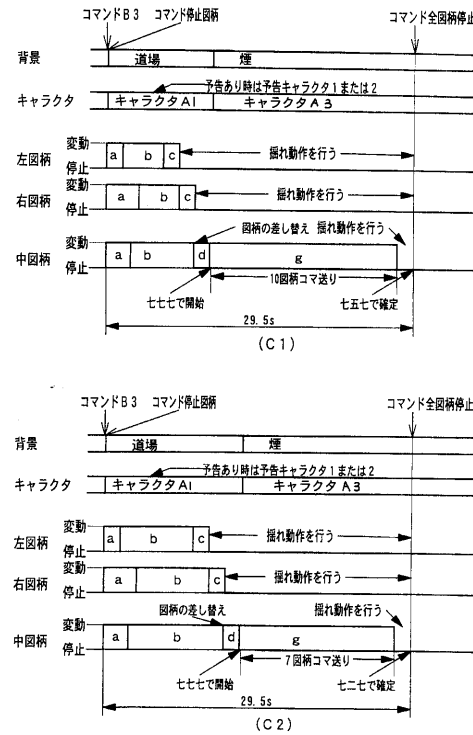 コマンドB3 コマンド停止図柄 コマンド全図柄停止
背景 道場 煙
予告あり時は予告キャラクタ1または2
キャラクタ キャラクタA1 キャラクタA3
変動
左図柄 a b c 揺れ動作を行う
停止
変動
右図柄 a b c 揺れ動作を行う
停止
図柄の差し替え 揺れ動作を行う
変動
中図柄 a b d g
停止
七七七で開始 10図柄コマ送り 七五七で確定
29.5s
(C1)
コマンドB3 コマンド停止図柄 コマンド全図柄停止
背景 道場 煙
予告あり時は予告キャラクタ1または2
キャラクタ キャラクタA1 キャラクタA3
変動
左図柄 a b c 揺れ動作を行う
停止
変動
右図柄 a b c 揺れ動作を行う
停止
図柄の差し替え 揺れ動作を行う
変動
中図柄 a b d g
停止
七七七で開始 7図柄コマ送り 七二七で確定
29.5s
(C2)